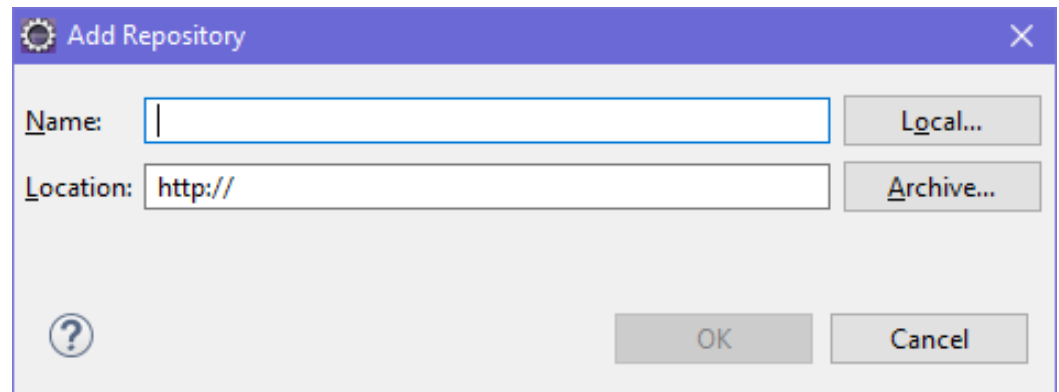 Add Repository
Name: Local...
Location: http:// Archive...
? OK Cancel